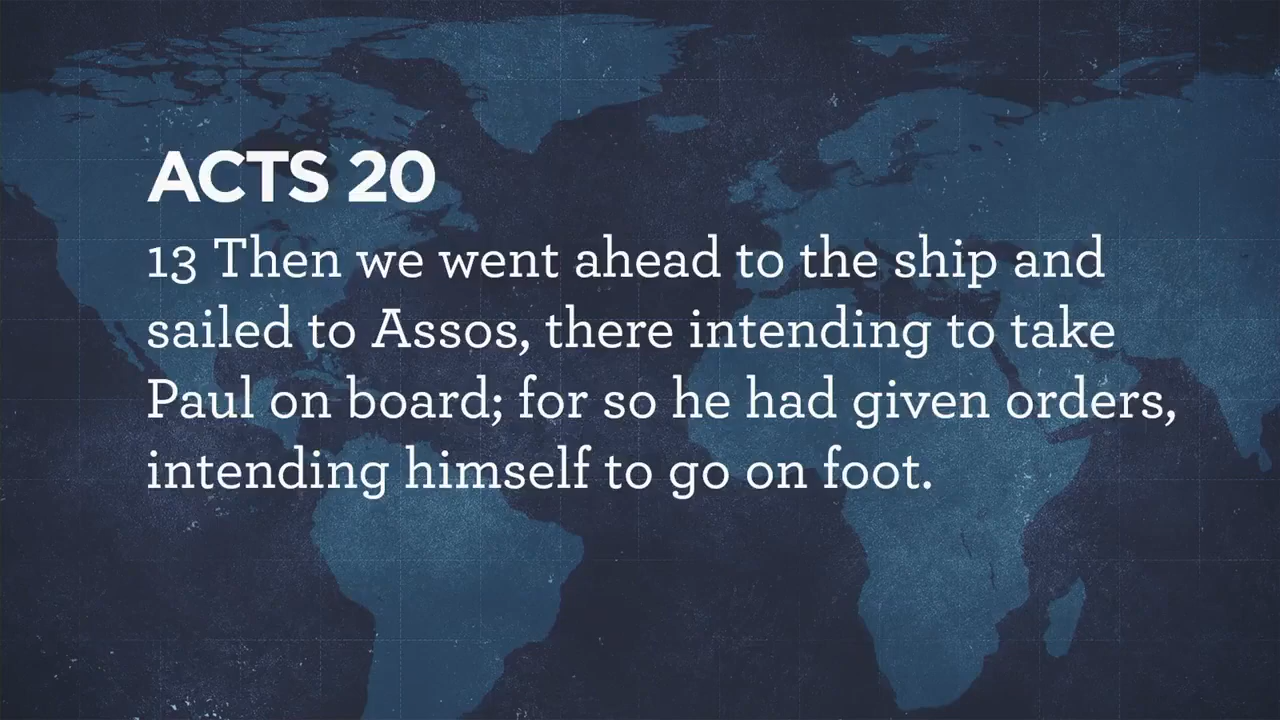 ACTS 20
13 Then we went ahead to the ship and
sailed to Assos, there intending to take
Paul on board; for so he had given orders,
intending himself to go on foot.